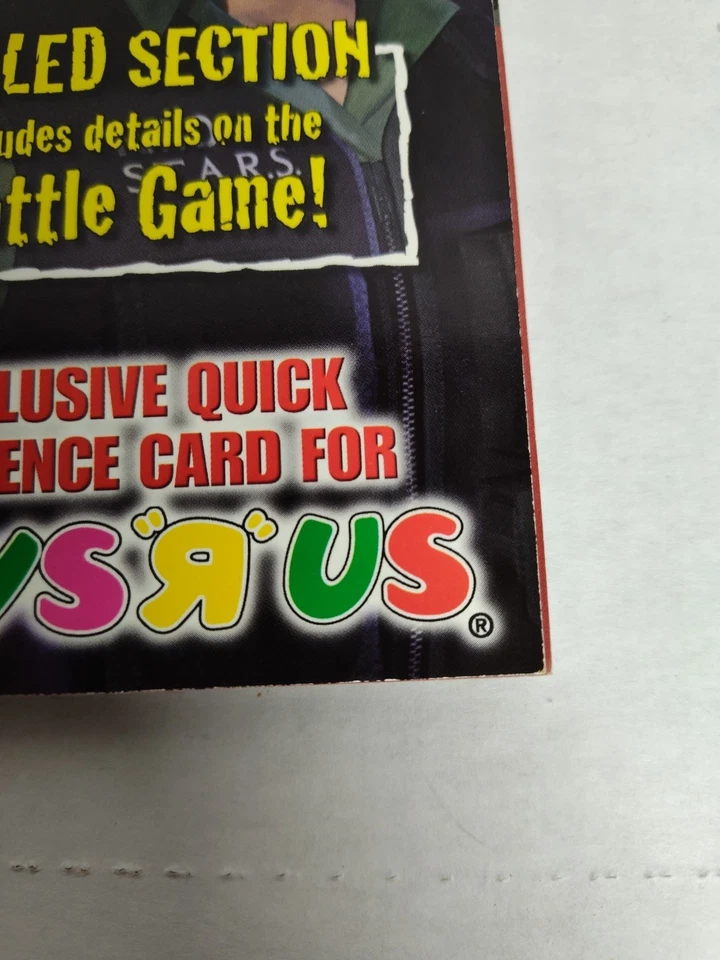 LED SECTION
udes details on the
S.T.A.R.S.
ttle Game!
LUSIVE QUICK
ENCE CARD FOR
YS "R" US®